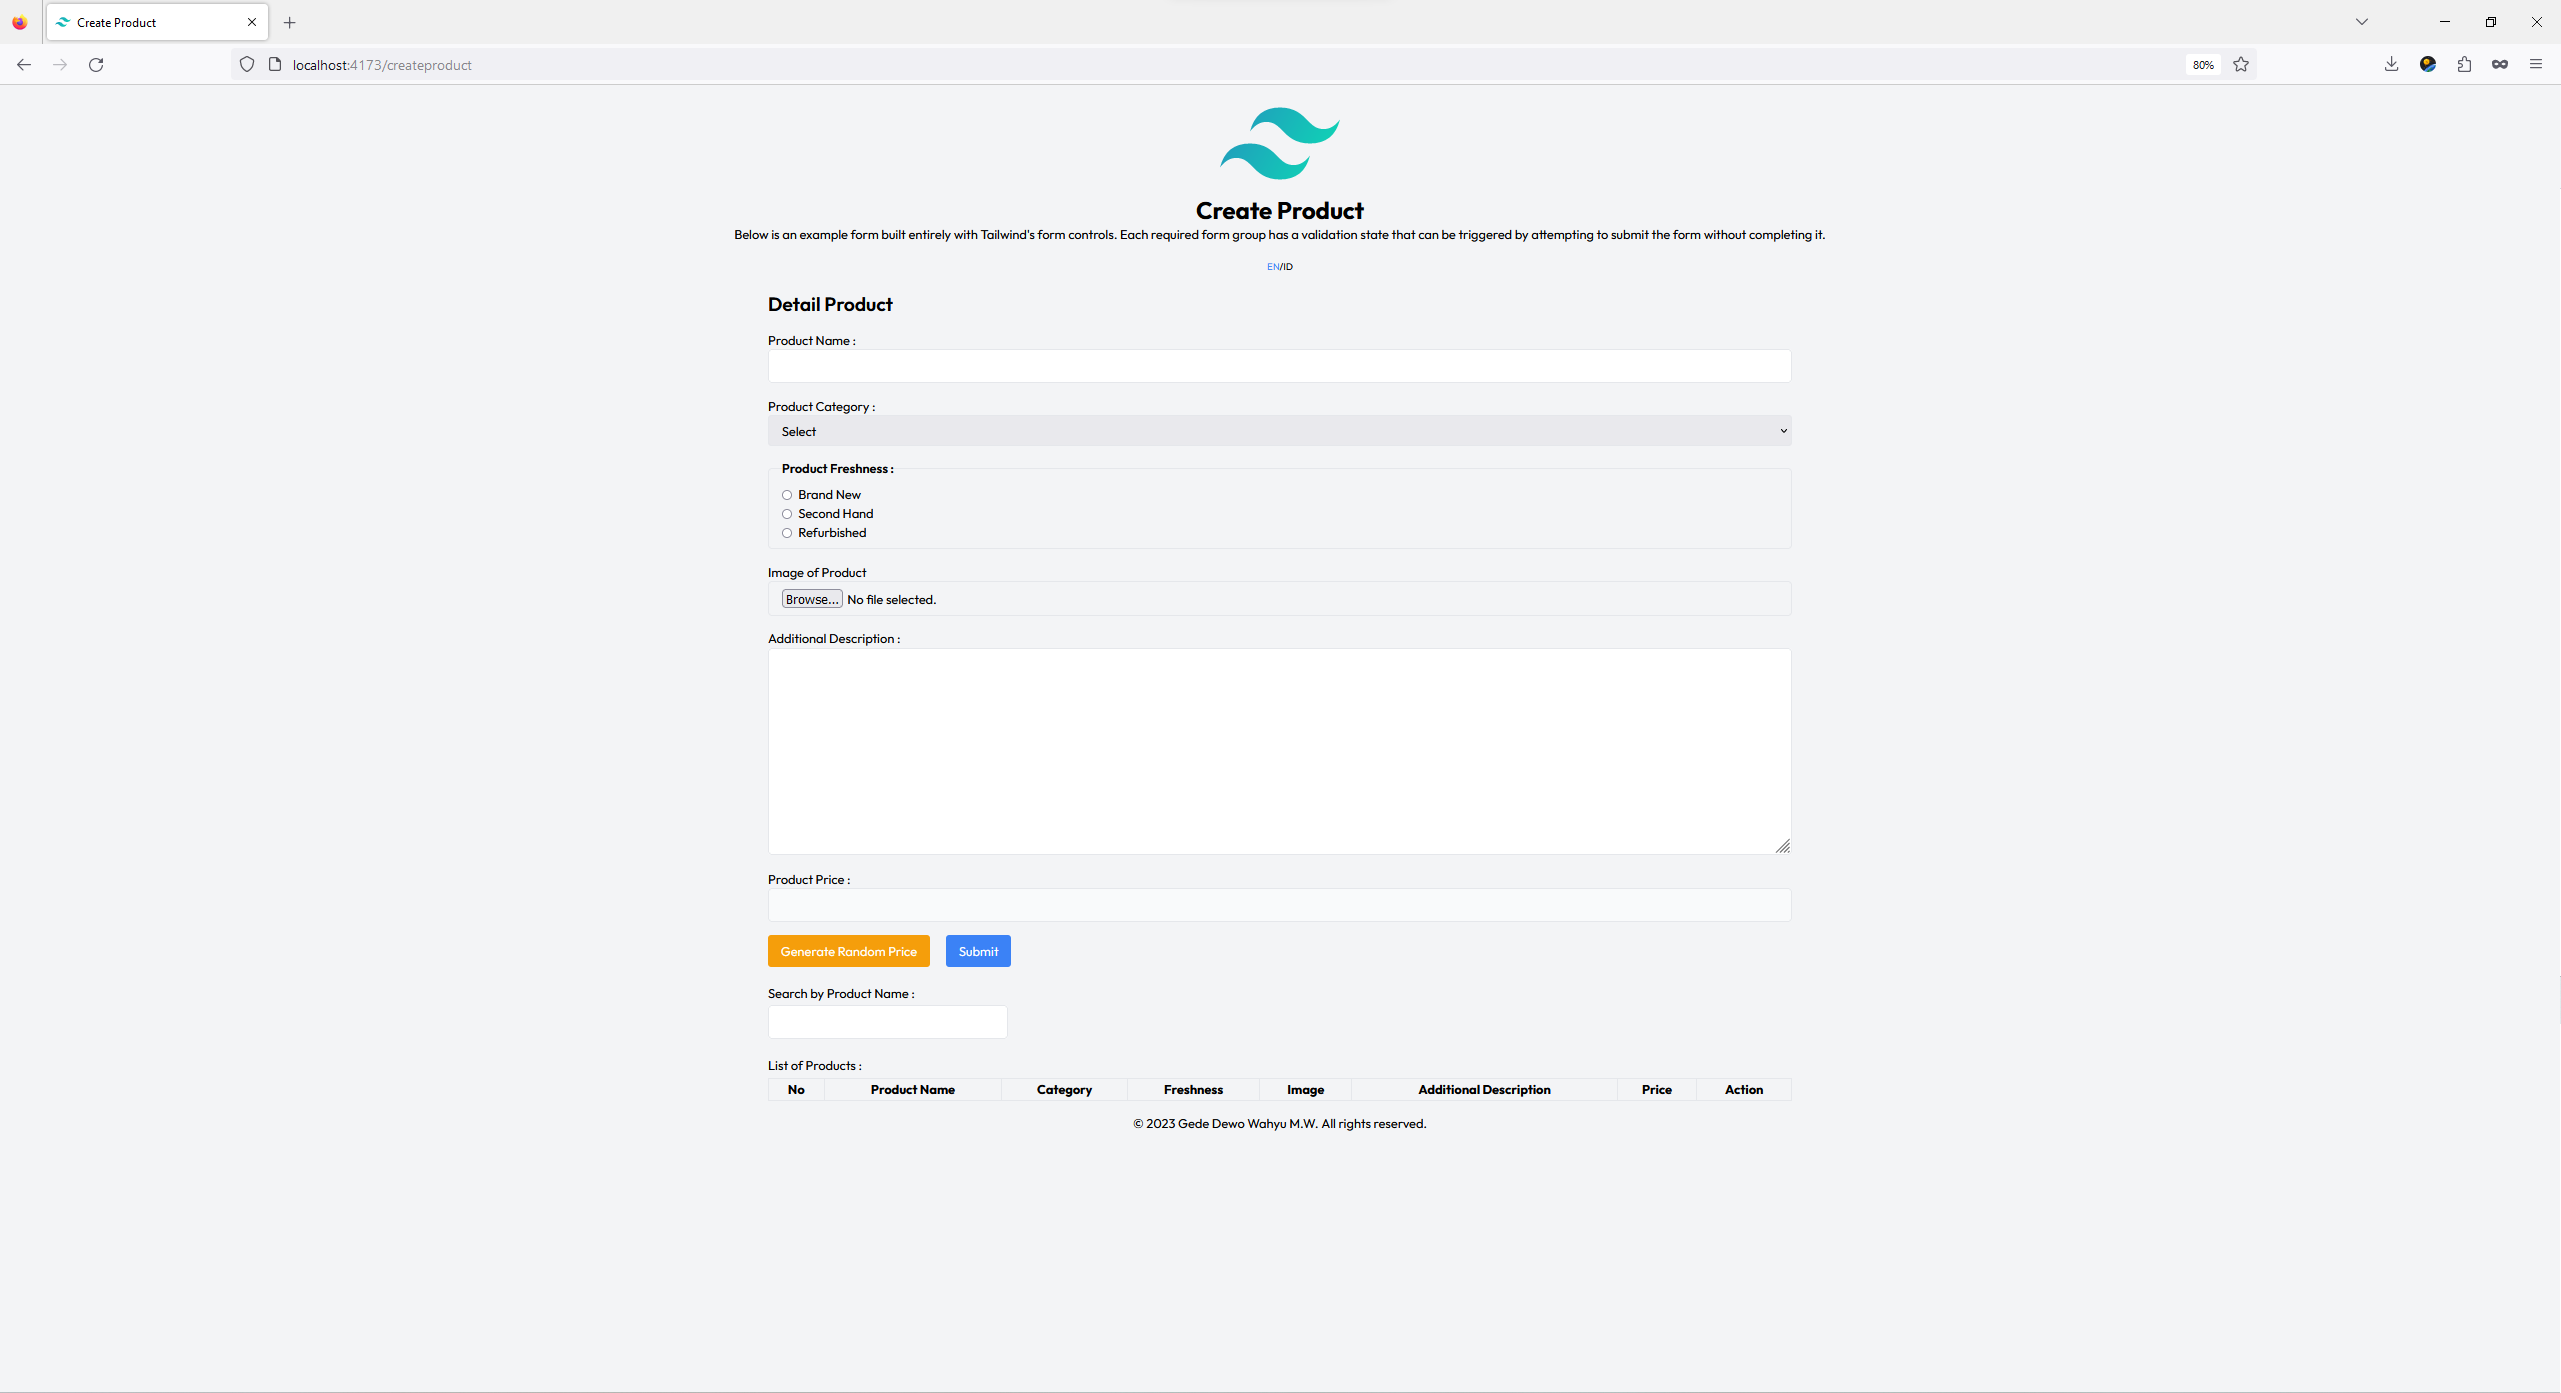 Create Product
localhost:4173/createproduct
80%
Create Product
Below is an example form built entirely with Tailwind's form controls. Each required form group has a validation state that can be triggered by attempting to submit the form without completing it.
EN/ID
Detail Product
Product Name :
Product Category :
Select
Product Freshness :
Brand New
Second Hand
Refurbished
Image of Product
Browse... No file selected.
Additional Description :
Product Price :
Generate Random Price Submit
Search by Product Name :
List of Products :
No Product Name Category Freshness Image Additional Description Price Action
© 2023 Gede Dewo Wahyu M.W. All rights reserved.